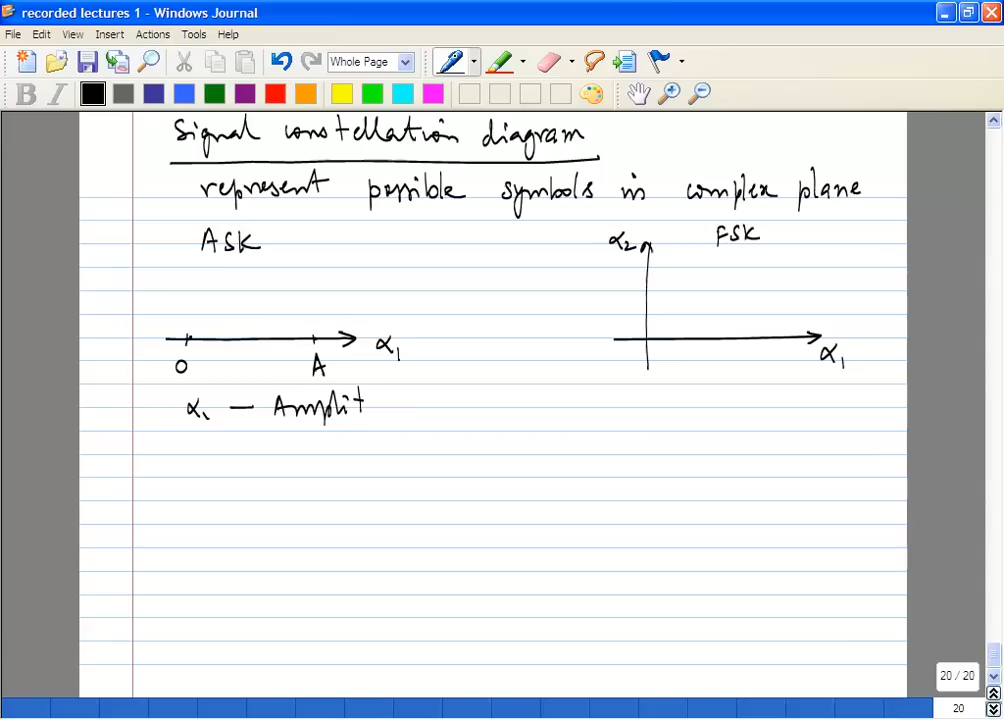 recorded lectures 1 - Windows Journal
File Edit View Insert Actions Tools Help
Whole Page
B I
Signal constellation diagram
represent possible symbols in complex plane
ASK
FSK
α2
α1
0 A
α1
α1 — Amplit
20 / 20
20